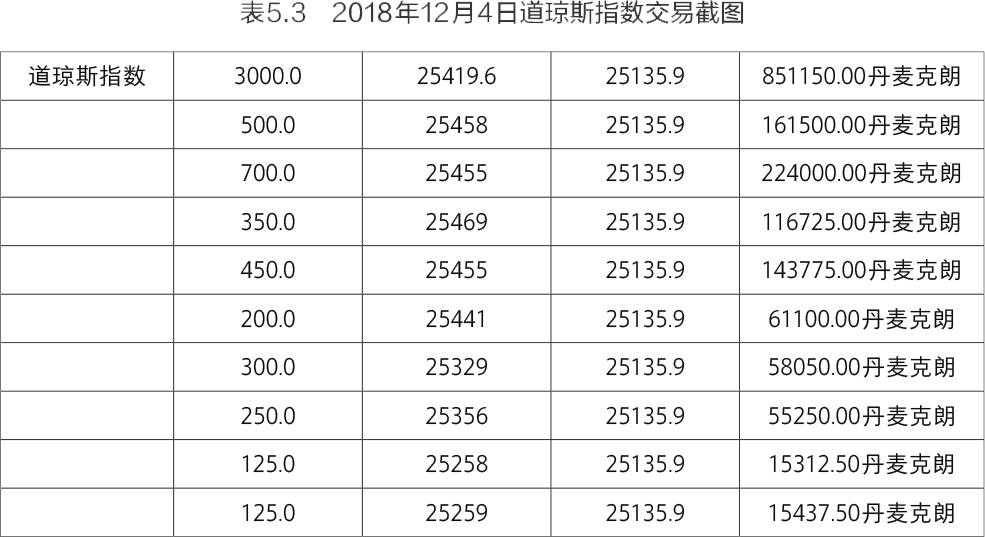 表5.3 2018年12月4日道琼斯指数交易截图
道琼斯指数 3000.0 25419.6 25135.9 851150.00丹麦克朗
500.0 25458 25135.9 161500.00丹麦克朗
700.0 25455 25135.9 224000.00丹麦克朗
350.0 25469 25135.9 116725.00丹麦克朗
450.0 25455 25135.9 143775.00丹麦克朗
200.0 25441 25135.9 61100.00丹麦克朗
300.0 25329 25135.9 58050.00丹麦克朗
250.0 25356 25135.9 55250.00丹麦克朗
125.0 25258 25135.9 15312.50丹麦克朗
125.0 25259 25135.9 15437.50丹麦克朗